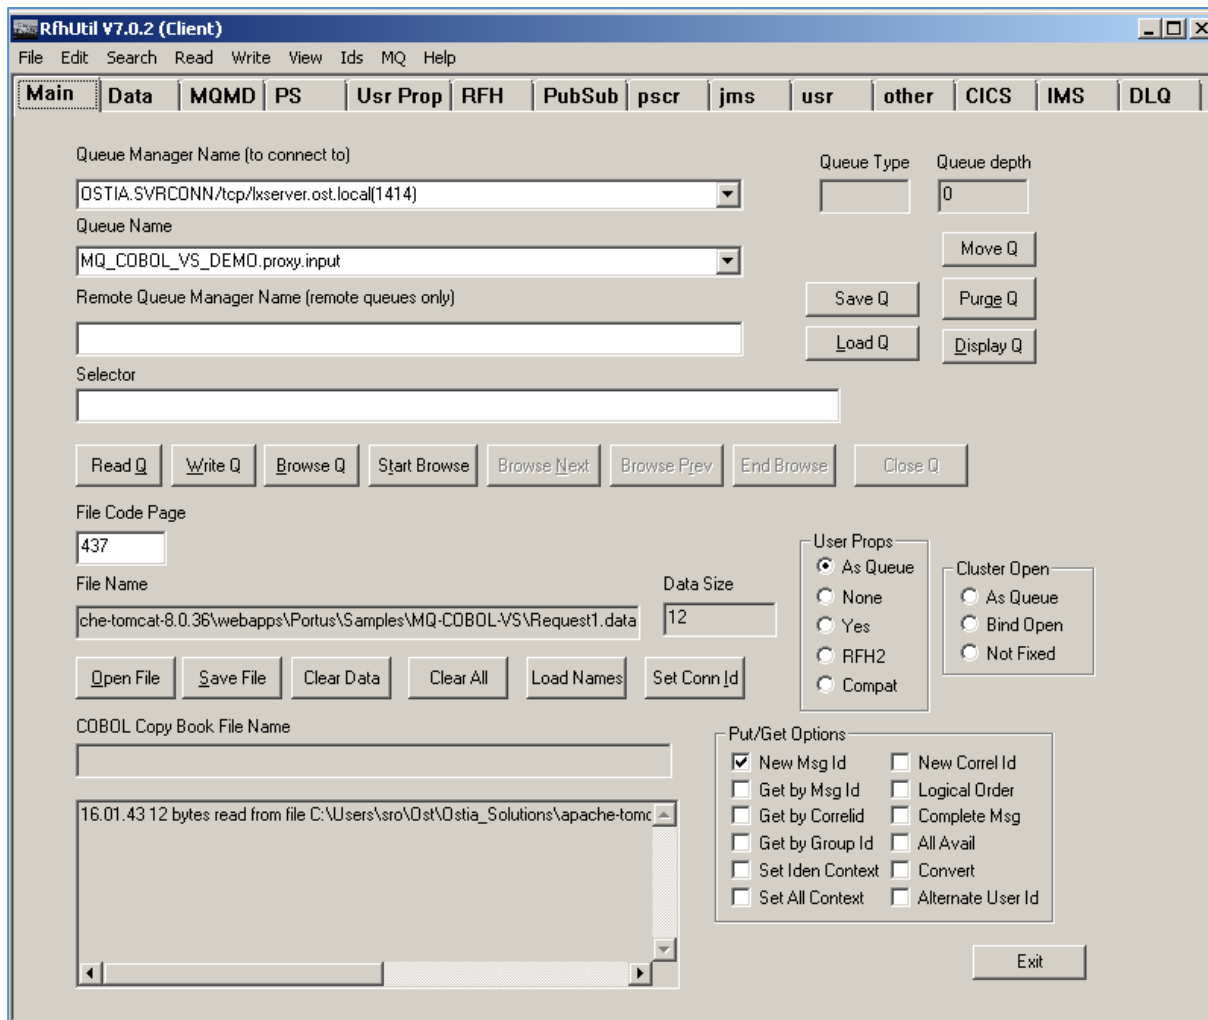 RfhUtil V7.0.2 (Client)
File Edit Search Read Write View Ids MQ Help
Main Data MQMD PS Usr Prop RFH PubSub pscr jms usr other CICS IMS DLQ
Queue Manager Name (to connect to)
Queue Type Queue depth
OSTIA.SVRCONN/tcp/lxserver.ost.local(1414)
0
Queue Name
MQ_COBOL_VS_DEMO.proxy.input
Move Q
Remote Queue Manager Name (remote queues only)
Save Q Purge Q
Load Q Display Q
Selector
Read Q Write Q Browse Q Start Browse Browse Next Browse Prev End Browse Close Q
File Code Page
437
User Props
As Queue
None
Yes
RFH2
Compat
Cluster Open
As Queue
Bind Open
Not Fixed
File Name
Data Size
che-tomcat-8.0.36\webapps\Portus\Samples\MQ-COBOL-VS\Request1.data
12
Open File Save File Clear Data Clear All Load Names Set Conn Id
COBOL Copy Book File Name
16.01.43 12 bytes read from file C:\Users\sro\Ost\Ostia_Solutions\apache-tomc
Put/Get Options
New Msg Id New Correl Id
Get by Msg Id Logical Order
Get by Correlid Complete Msg
Get by Group Id All Avail
Set Iden Context Convert
Set All Context Alternate User Id
Exit